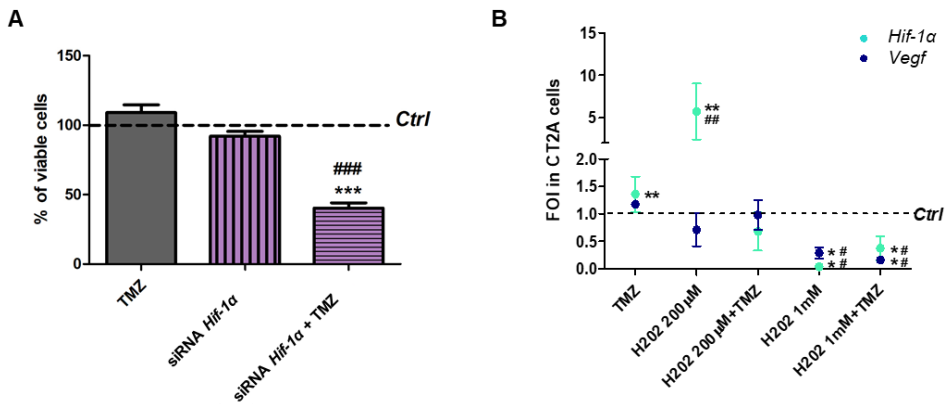 A
% of viable cells
150
100
50
0
Ctrl
###
***
TMZ
siRNA Hif-1α
siRNA Hif-1α + TMZ
B
FOI in CT2A cells
15
10
5
2.0
1.5
1.0
0.5
0.0
Hif-1α
Vegf
**
**
##
Ctrl
* #
* #
* #
* #
TMZ
H202 200 µM
H202 200 µM+TMZ
H202 1mM
H202 1mM+TMZ